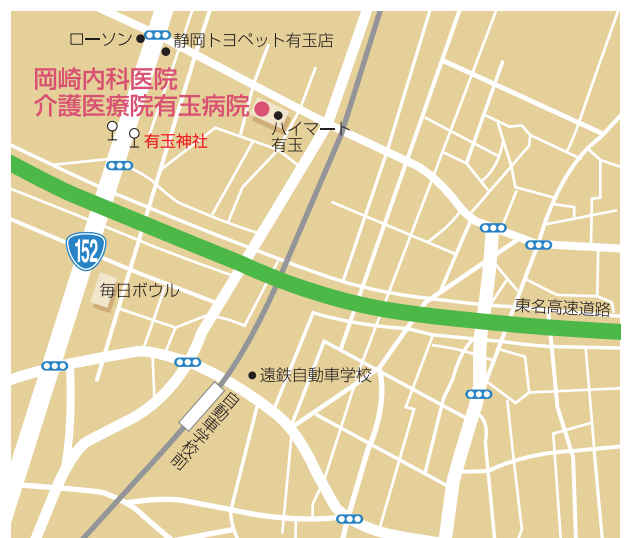 ローソン
静岡トヨペット有玉店
岡崎内科医院
介護医療院有玉病院
ハイマート
有玉
有玉神社
152
毎日ボウル
東名高速道路
遠鉄自動車学校
自動車学校前